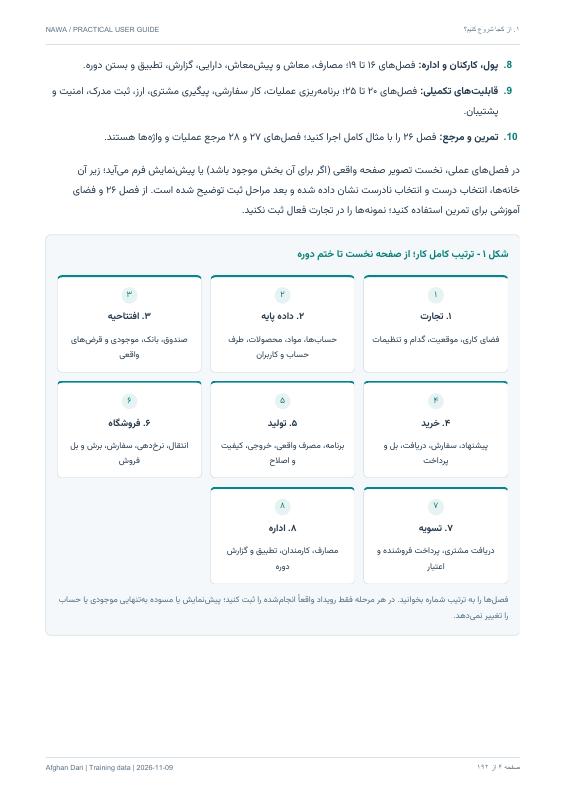 NAWA / PRACTICAL USER GUIDE
۱. از کجا شروع کنیم؟
8. پول، کارکنان و اداره: فصل‌های ۱۶ تا ۱۹؛ مصارف، معاش و پیش‌معاش، دارایی، گزارش، تطبیق و بستن دوره.
9. قابلیت‌های تکمیلی: فصل‌های ۲۰ تا ۲۵؛ برنامه‌ریزی عملیات، کار سفارشی، پیگیری مشتری، ارز، ثبت مدرک، امنیت و
پشتیبان.
10. تمرین و مرجع: فصل ۲۶ را با مثال کامل اجرا کنید؛ فصل‌های ۲۷ و ۲۸ مرجع عملیات و واژه‌ها هستند.
در فصل‌های عملی، نخست تصویر صفحه واقعی (اگر برای آن بخش موجود باشد) یا پیش‌نمایش فرم می‌آید؛ زیر آن
خانه‌ها، انتخاب درست و انتخاب نادرست نشان داده شده و بعد مراحل ثبت توضیح شده است. از فصل ۲۶ و فضای
آموزشی برای تمرین استفاده کنید؛ نمونه‌ها را در تجارت فعال ثبت نکنید.
شکل ۱ - ترتیب کامل کار؛ از صفحه نخست تا ختم دوره
۱
۱. تجارت
فضای کاری، موقعیت، گدام و تنظیمات
۲
۲. داده پایه
حساب‌ها، مواد، محصولات، طرف
حساب و کاربران
۳
۳. افتتاحیه
صندوق، بانک، موجودی و قرض‌های
واقعی
۴
۴. خرید
پیشنهاد، سفارش، دریافت، بل و
پرداخت
۵
۵. تولید
برنامه، مصرف واقعی، خروجی، کیفیت
و اصلاح
۶
۶. فروشگاه
انتقال، نرخ‌دهی، سفارش، برش و بل
فروش
۷
۷. تسویه
دریافت مشتری، پرداخت فروشنده و
اعتبار
۸
۸. اداره
مصارف، کارمندان، تطبیق و گزارش
دوره
فصل‌ها را به ترتیب شماره بخوانید. در هر مرحله فقط رویداد واقعاً انجام‌شده را ثبت کنید؛ پیش‌نمایش یا مسوده به‌تنهایی موجودی یا حساب
را تغییر نمی‌دهد.
Afghan Dari | Training data | 2026-11-09
صفحه ۴ از ۱۹۲